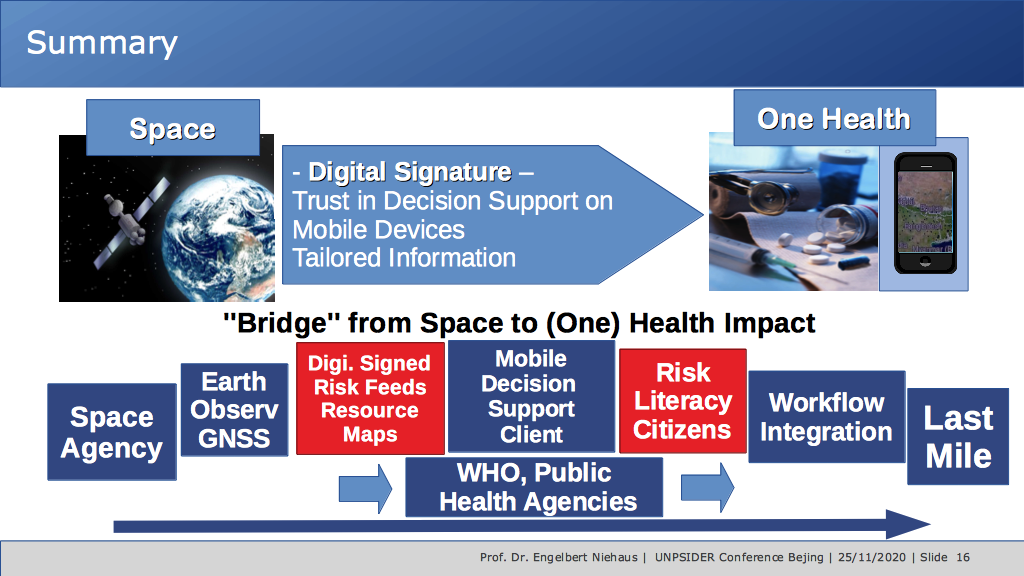 Summary
Space
One Health
- Digital Signature –
Trust in Decision Support on
Mobile Devices
Tailored Information
"Bridge" from Space to (One) Health Impact
Space
Agency
Earth
Observ
GNSS
Digi. Signed
Risk Feeds
Resource
Maps
Mobile
Decision
Support
Client
Risk
Literacy
Citizens
Workflow
Integration
Last
Mile
WHO, Public
Health Agencies
Prof. Dr. Engelbert Niehaus | UNPSIDER Conference Bejing | 25/11/2020 | Slide 16